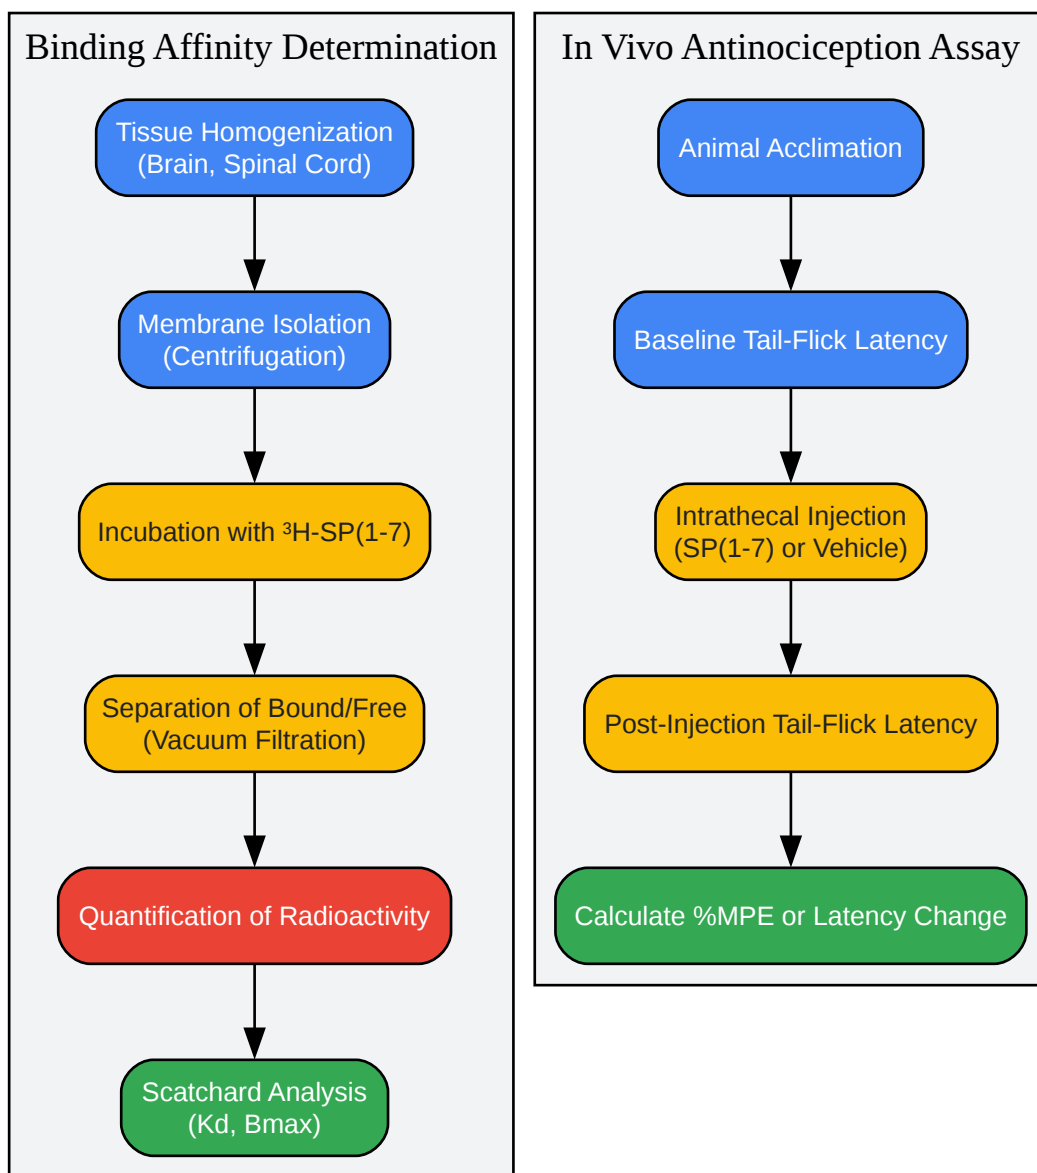 Binding Affinity Determination
Tissue Homogenization
(Brain, Spinal Cord)
Membrane Isolation
(Centrifugation)
Incubation with ³H-SP(1-7)
Separation of Bound/Free
(Vacuum Filtration)
Quantification of Radioactivity
Scatchard Analysis
(Kd, Bmax)
In Vivo Antinociception Assay
Animal Acclimation
Baseline Tail-Flick Latency
Intrathecal Injection
(SP(1-7) or Vehicle)
Post-Injection Tail-Flick Latency
Calculate %MPE or Latency Change